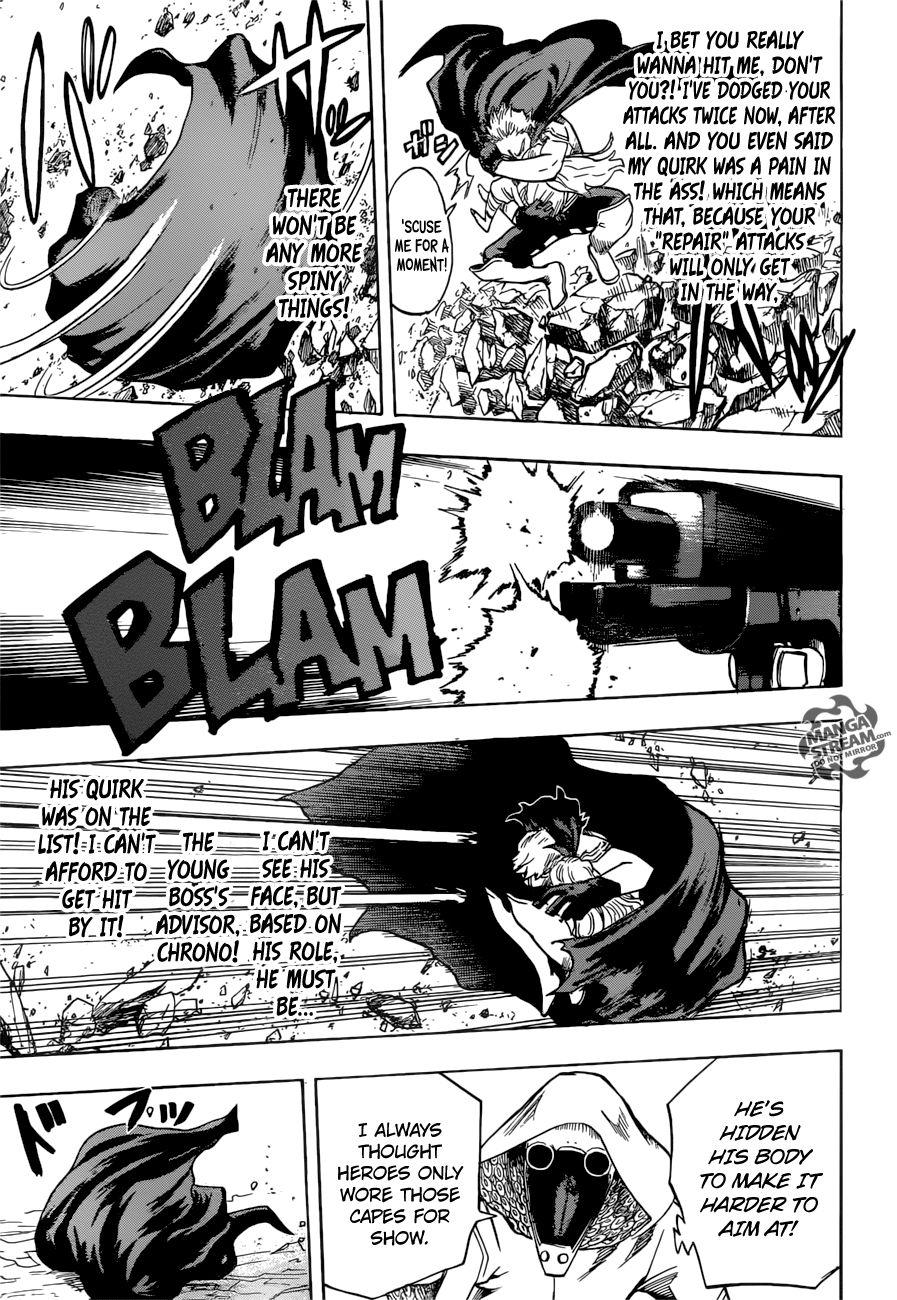 I BET YOU REALLY
WANNA HIT ME, DON'T
YOU?! I'VE DODGED YOUR
ATTACKS TWICE NOW, AFTER
ALL. AND YOU EVEN SAID
MY QUIRK WAS A PAIN IN
THE ASS! WHICH MEANS
THAT, BECAUSE YOUR
"REPAIR" ATTACKS
WILL ONLY GET
IN THE WAY,
ガシ
'SCUSE
ME FOR A
MOMENT!
THERE
WON'T BE
ANY MORE
SPINY
THINGS!
BLAM
BLAM
MANGA
STREAM.com
DO NOT MIRROR
I CAN'T
SEE HIS
FACE, BUT
BASED ON
HIS ROLE,
HE MUST
BE...
THE
YOUNG
BOSS'S
ADVISOR,
CHRONO!
HIS QUIRK
WAS ON THE
LIST! I CAN'T
AFFORD TO
GET HIT
BY IT!
HE'S
HIDDEN
HIS BODY
TO MAKE IT
HARDER TO
AIM AT!
I ALWAYS
THOUGHT
HEROES ONLY
WORE THOSE
CAPES FOR
SHOW.
ドッ